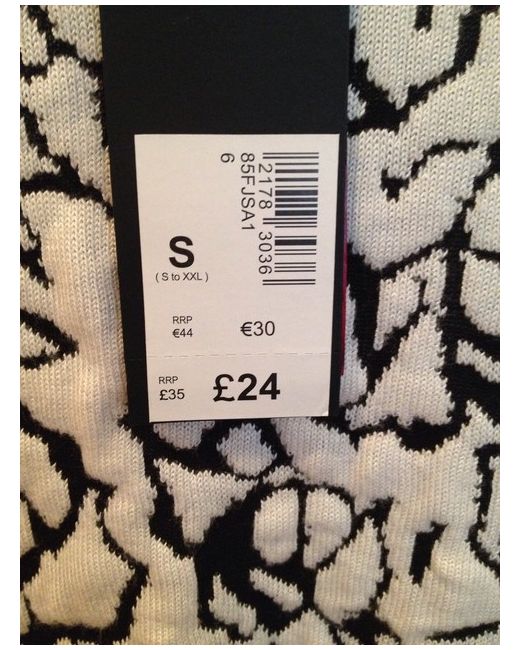 2178 3036
85FJSA1
6
S
( S to XXL )
RRP
€44
€30
RRP
£35
£24